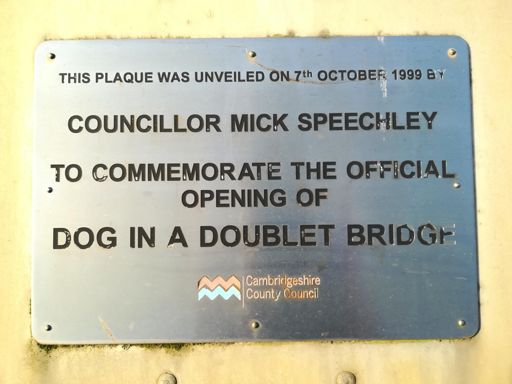 THIS PLAQUE WAS UNVEILED ON 7th OCTOBER 1999 BY
COUNCILLOR MICK SPEECHLEY
TO COMMEMORATE THE OFFICIAL
OPENING OF
DOG IN A DOUBLET BRIDGE
Cambridgeshire
County Council